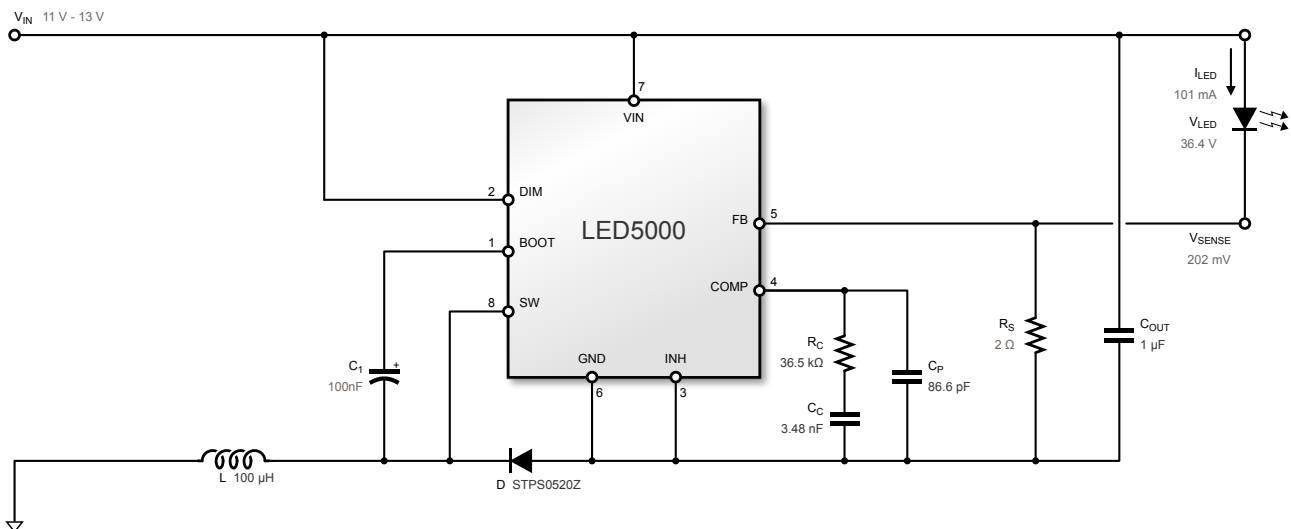 VIN 11 V - 13 V
ILED
101 mA
7
VIN
VLED
36.4 V
2 DIM
LED5000
FB 5
1 BOOT
VSENSE
202 mV
COMP 4
8 SW
RS
2 Ω
COUT
1 µF
RC
36.5 kΩ
GND INH
C1 +
100nF
CP
86.6 pF
6 3
CC
3.48 nF
L 100 µH
D STPS0520Z